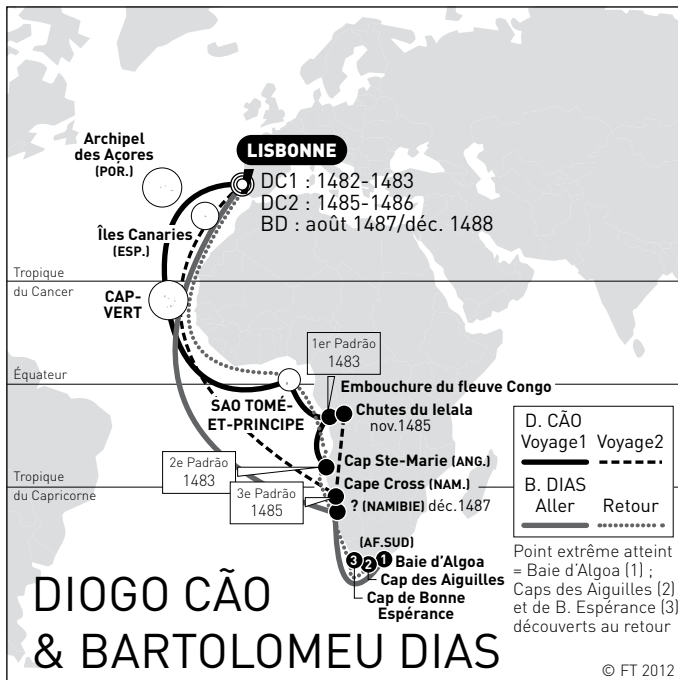 Archipel
des Açores
(POR.)
LISBONNE
DC1 : 1482-1483
DC2 : 1485-1486
BD : août 1487/déc. 1488
Îles Canaries
(ESP.)
Tropique
du Cancer
CAP-
VERT
1er Padrão
1483
Équateur
Embouchure du fleuve Congo
SAO TOMÉ-
ET-PRINCIPE
Chutes du Ielala
nov.1485
D. CÃO
Voyage1 Voyage2
B. DIAS
Aller Retour
2e Padrão
1483
Cap Ste-Marie (ANG.)
Tropique
du Capricorne
3e Padrão
1485
Cape Cross (NAM.)
? (NAMIBIE) déc.1487
(AF.SUD)
3 2 1 Baie d'Algoa
Cap des Aiguilles
Cap de Bonne
Espérance
Point extrême atteint
= Baie d'Algoa (1) ;
Caps des Aiguilles (2)
et de B. Espérance (3)
découverts au retour
DIOGO CÃO
& BARTOLOMEU DIAS
© FT 2012